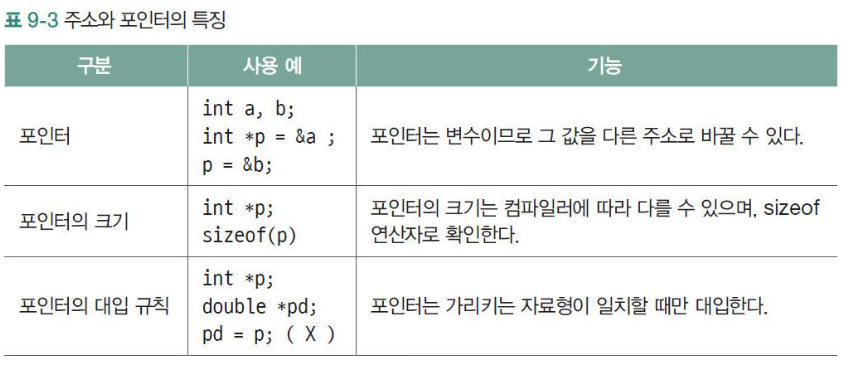 표 9-3 주소와 포인터의 특징
구분 사용 예 기능
포인터
int a, b;
int *p = &a ;
p = &b;
포인터는 변수이므로 그 값을 다른 주소로 바꿀 수 있다.
포인터의 크기
int *p;
sizeof(p)
포인터의 크기는 컴파일러에 따라 다를 수 있으며, sizeof
연산자로 확인한다.
포인터의 대입 규칙
int *p;
double *pd;
pd = p; ( X )
포인터는 가리키는 자료형이 일치할 때만 대입한다.